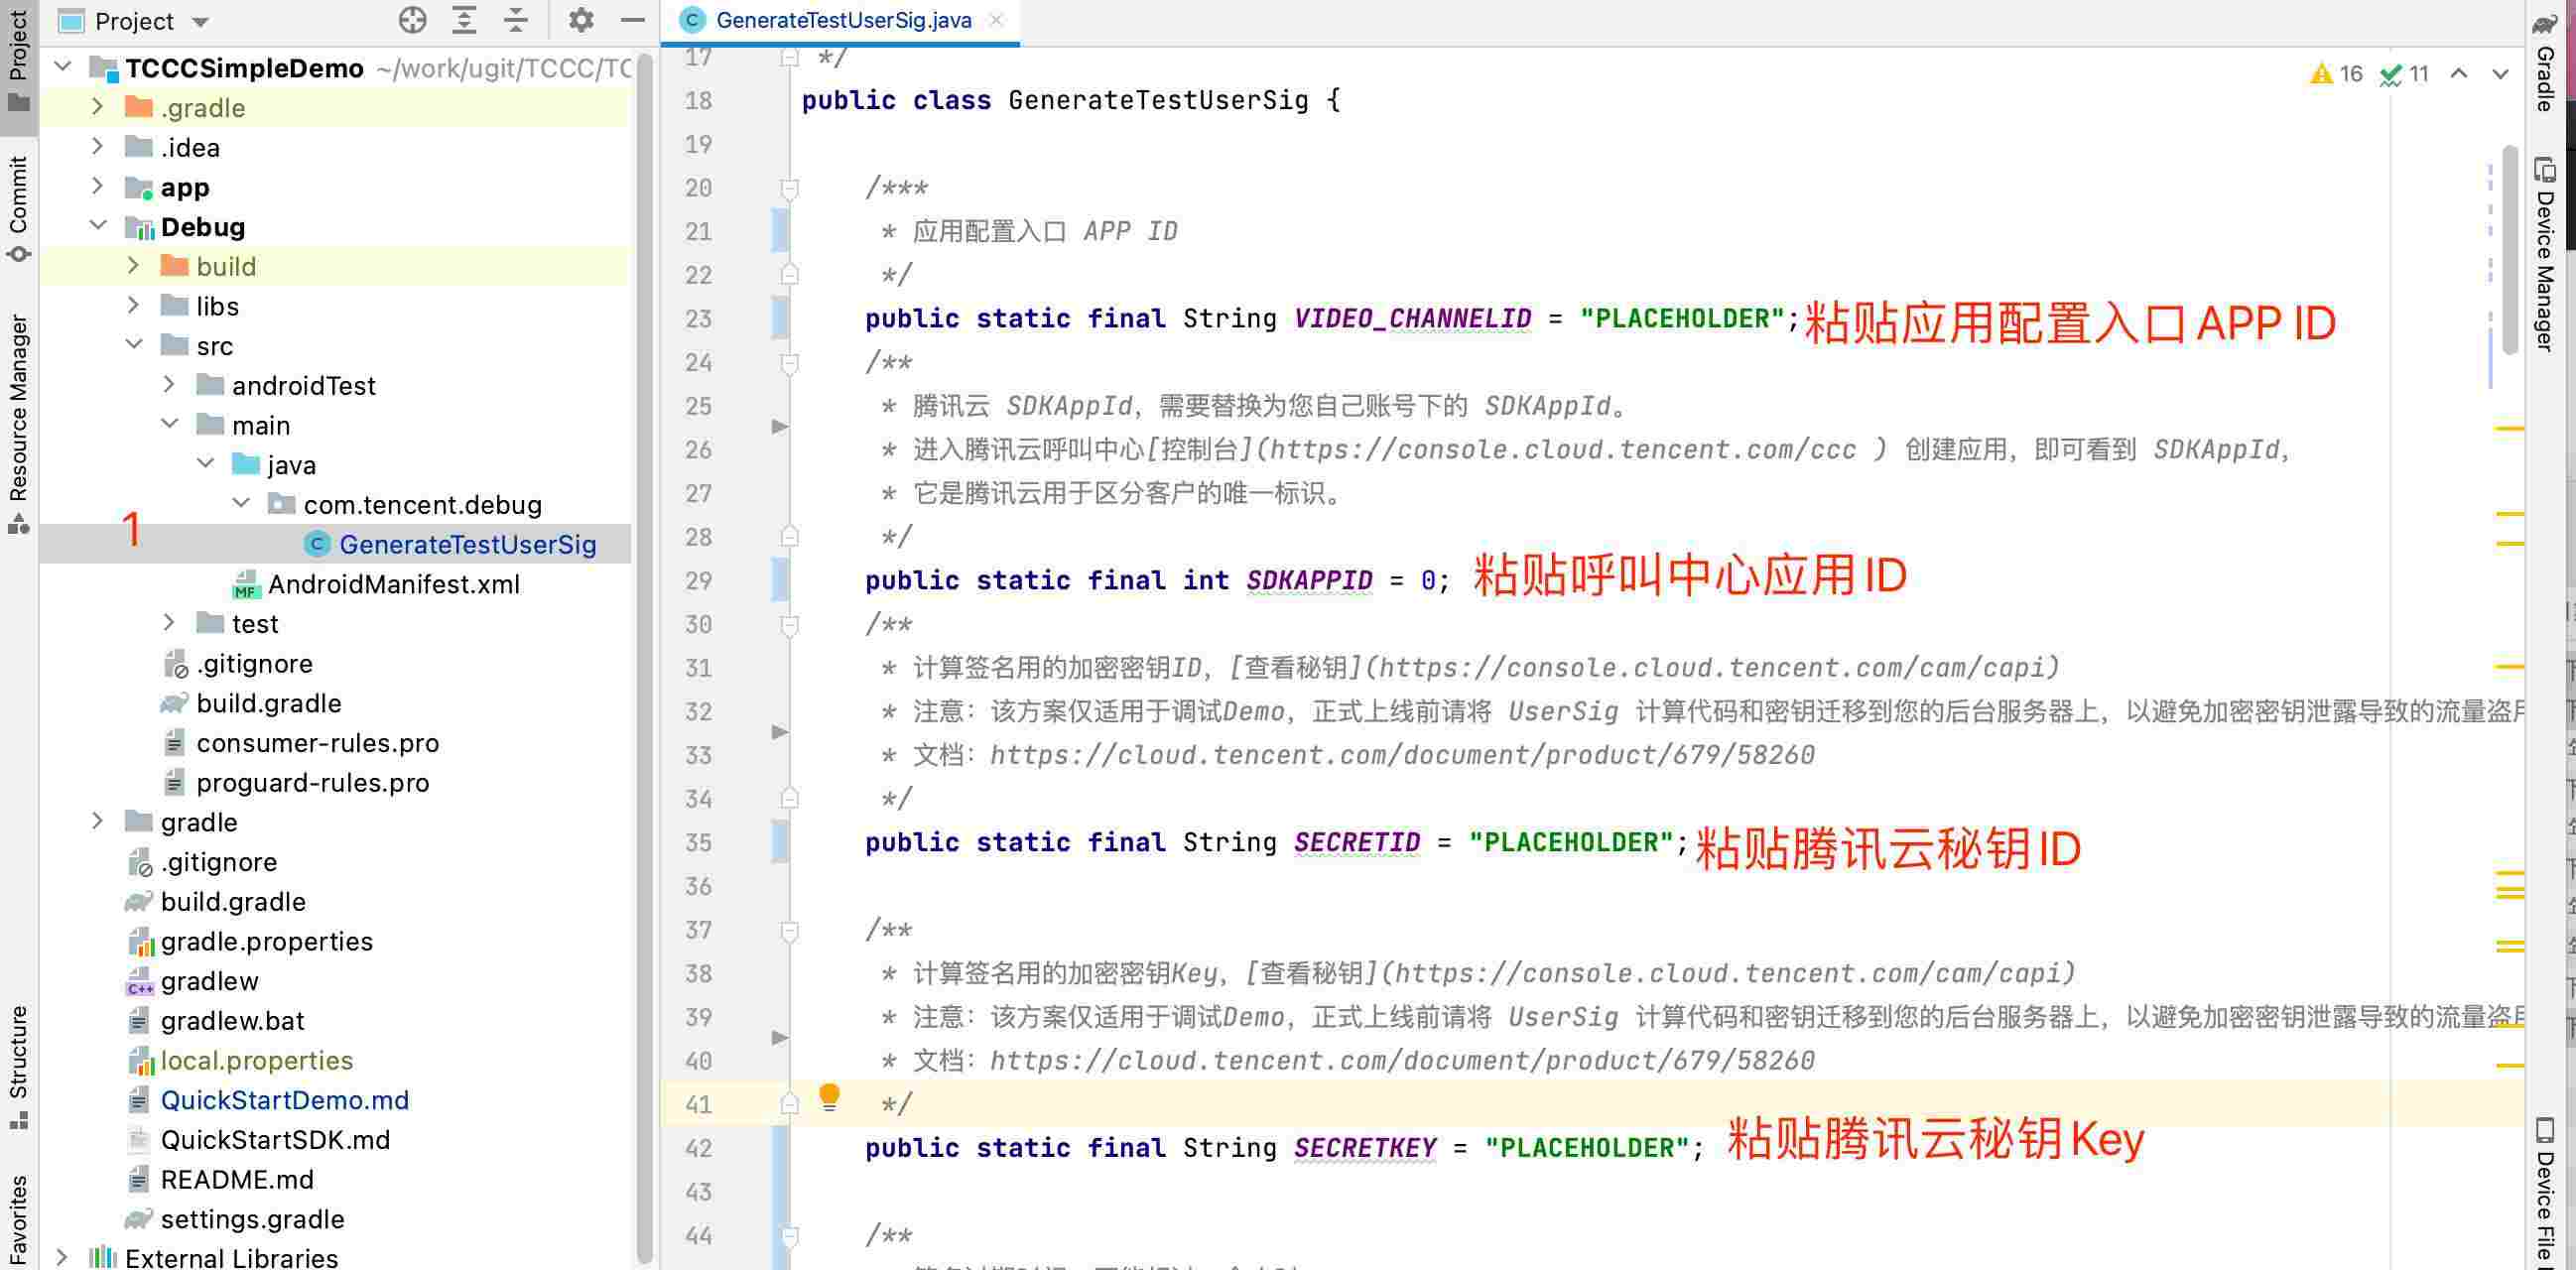 Project
Commit
Resource Manager
Structure
Favorites
Project
TCCCSimpleDemo ~/work/ugit/TCCC/TC
.gradle
.idea
app
Debug
build
libs
src
androidTest
main
java
com.tencent.debug
1
GenerateTestUserSig
AndroidManifest.xml
test
.gitignore
build.gradle
consumer-rules.pro
proguard-rules.pro
gradle
.gitignore
build.gradle
gradle.properties
gradlew
gradlew.bat
local.properties
QuickStartDemo.md
QuickStartSDK.md
README.md
settings.gradle
External Libraries
GenerateTestUserSig.java
16 11
17 */
18 public class GenerateTestUserSig {
19
20 /***
21 * 应用配置入口 APP ID
22 */
23 public static final String VIDEO_CHANNELID = "PLACEHOLDER"; 粘贴应用配置入口APP ID
24 /**
25 * 腾讯云 SDKAppId，需要替换为您自己账号下的 SDKAppId。
26 * 进入腾讯云呼叫中心[控制台](https://console.cloud.tencent.com/ccc ) 创建应用，即可看到 SDKAppId，
27 * 它是腾讯云用于区分客户的唯一标识。
28 */
29 public static final int SDKAPPID = 0; 粘贴呼叫中心应用ID
30 /**
31 * 计算签名用的加密密钥ID，[查看秘钥](https://console.cloud.tencent.com/cam/capi)
32 * 注意：该方案仅适用于调试Demo，正式上线前请将 UserSig 计算代码和密钥迁移到您的后台服务器上，以避免加密密钥泄露导致的流量盗
33 * 文档：https://cloud.tencent.com/document/product/679/58260
34 */
35 public static final String SECRETID = "PLACEHOLDER"; 粘贴腾讯云秘钥ID
36
37 /**
38 * 计算签名用的加密密钥Key，[查看秘钥](https://console.cloud.tencent.com/cam/capi)
39 * 注意：该方案仅适用于调试Demo，正式上线前请将 UserSig 计算代码和密钥迁移到您的后台服务器上，以避免加密密钥泄露导致的流量盗
40 * 文档：https://cloud.tencent.com/document/product/679/58260
41 */
42 public static final String SECRETKEY = "PLACEHOLDER"; 粘贴腾讯云秘钥Key
43
44 /**
Gradle
Device Manager
Device File